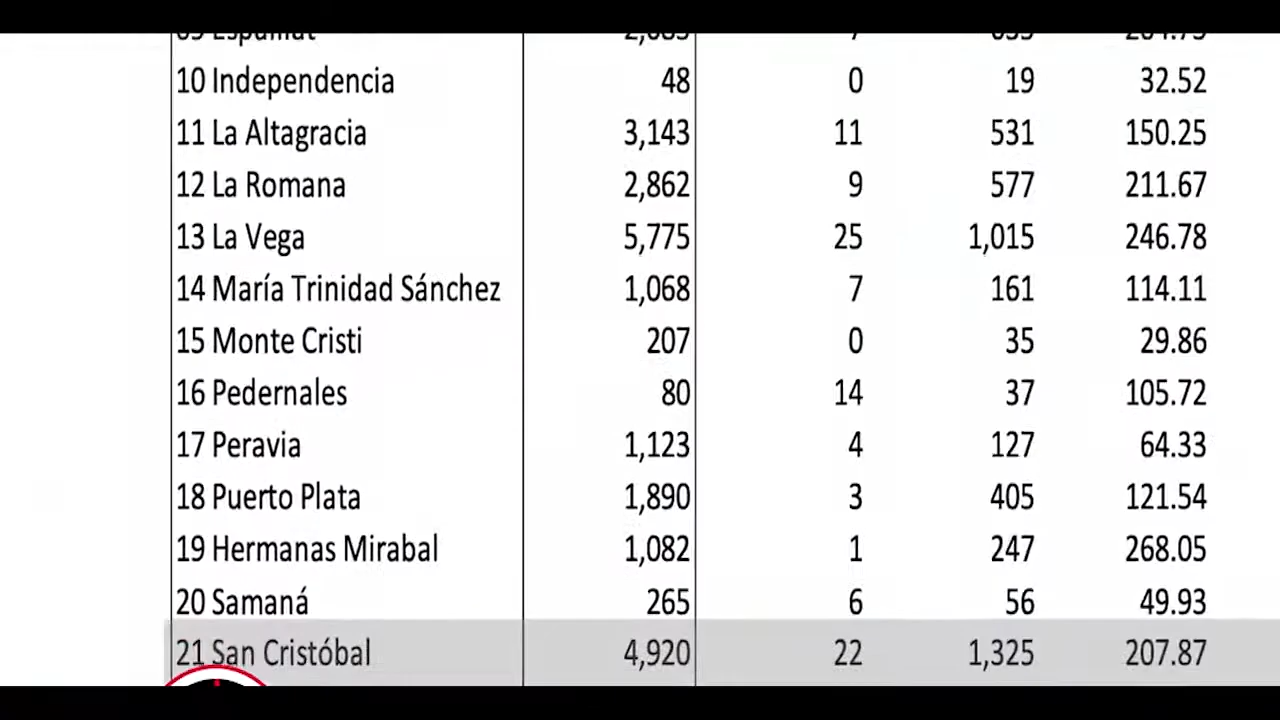 10 Independencia 48 0 19 32.52
11 La Altagracia 3,143 11 531 150.25
12 La Romana 2,862 9 577 211.67
13 La Vega 5,775 25 1,015 246.78
14 María Trinidad Sánchez 1,068 7 161 114.11
15 Monte Cristi 207 0 35 29.86
16 Pedernales 80 14 37 105.72
17 Peravia 1,123 4 127 64.33
18 Puerto Plata 1,890 3 405 121.54
19 Hermanas Mirabal 1,082 1 247 268.05
20 Samaná 265 6 56 49.93
21 San Cristóbal 4,920 22 1,325 207.87